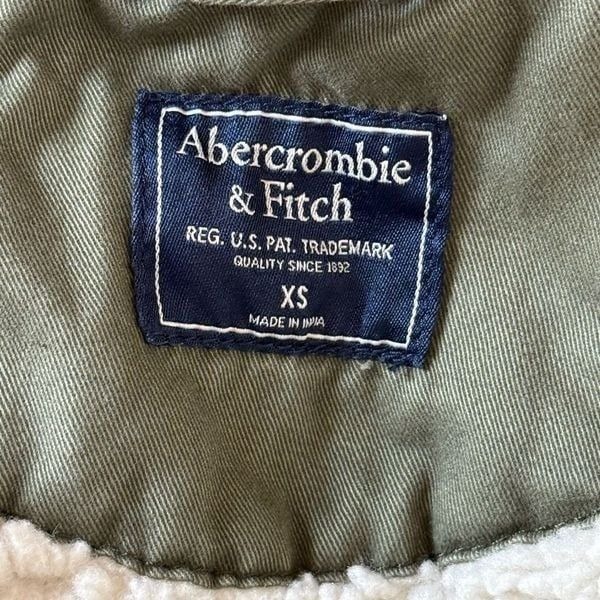 Abercrombie
& Fitch
REG. U.S. PAT. TRADEMARK
QUALITY SINCE 1892
XS
MADE IN INDIA